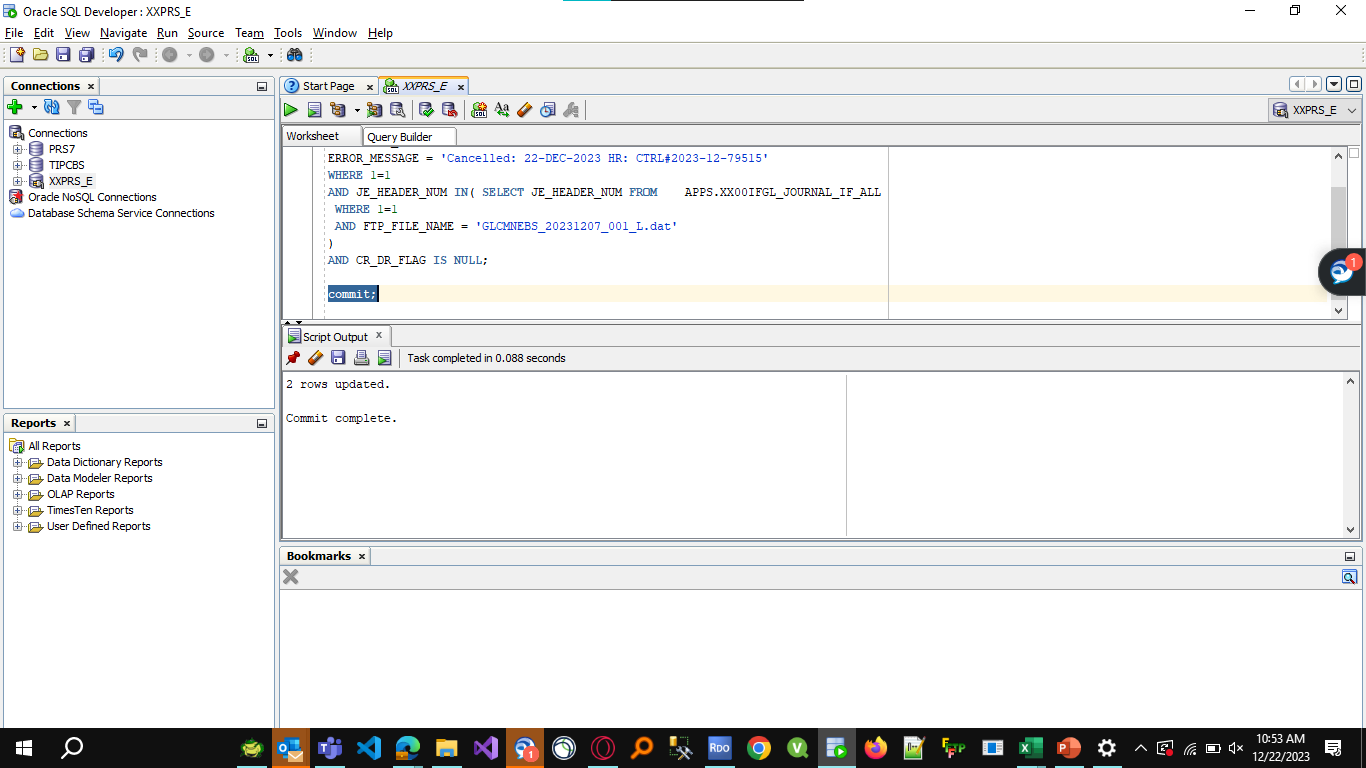 Oracle SQL Developer : XXPRS_E
File Edit View Navigate Run Source Team Tools Window Help
Connections
Connections
PRS7
TIPCBS
XXPRS_E
Oracle NoSQL Connections
Database Schema Service Connections
Reports
All Reports
Data Dictionary Reports
Data Modeler Reports
OLAP Reports
TimesTen Reports
User Defined Reports
Start Page
XXPRS_E
XXPRS_E
Worksheet Query Builder
ERROR_MESSAGE = 'Cancelled: 22-DEC-2023 HR: CTRL#2023-12-79515'
WHERE 1=1
AND JE_HEADER_NUM IN( SELECT JE_HEADER_NUM FROM    APPS.XX00IFGL_JOURNAL_IF_ALL
WHERE 1=1
AND FTP_FILE_NAME = 'GLCMNEBS_20231207_001_L.dat'
)
AND CR_DR_FLAG IS NULL;
commit;
1
Script Output
Task completed in 0.088 seconds
2 rows updated.
Commit complete.
Bookmarks
1
RDO
FTP
10:53 AM
12/22/2023